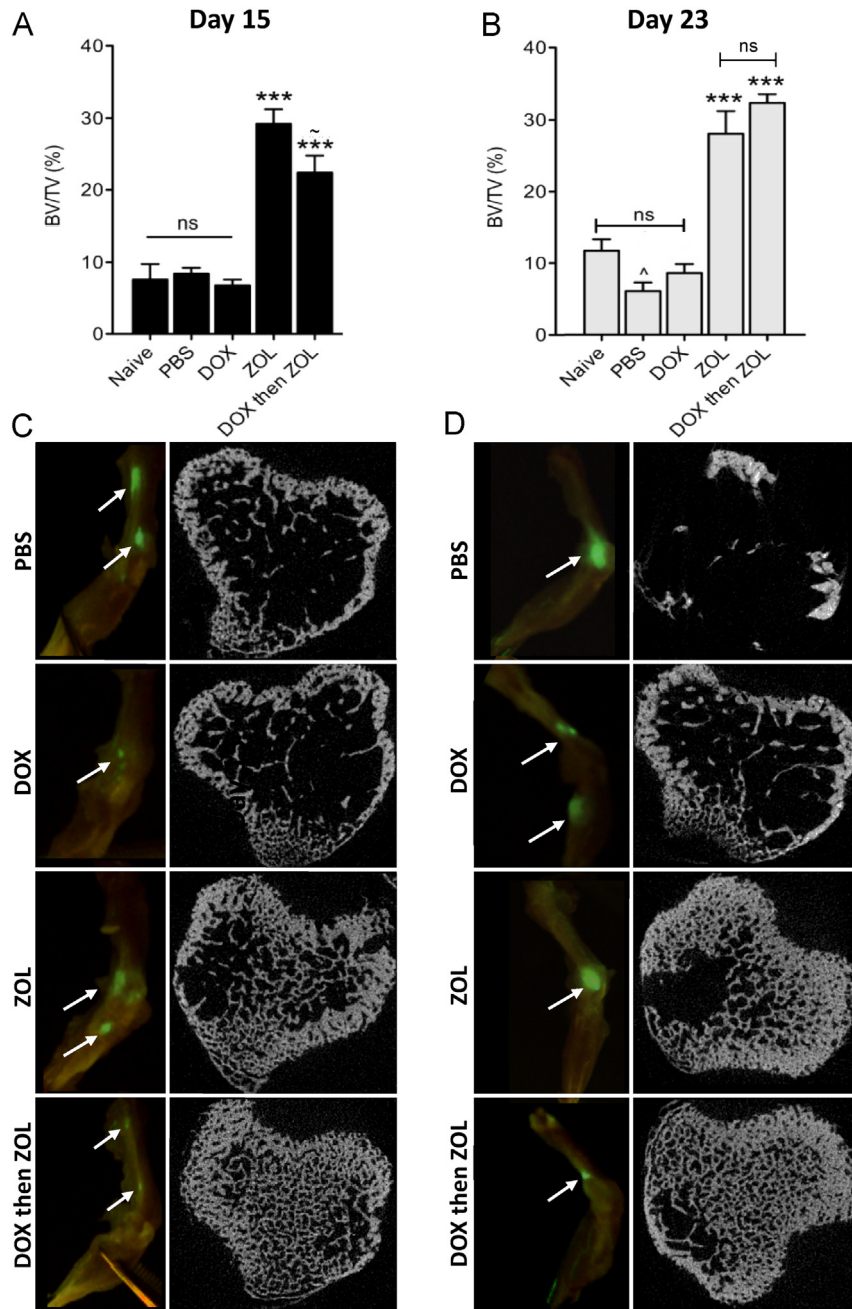 A
Day 15
BV/TV (%)
40
30
20
10
0
ns
***
~
***
Naive
PBS
DOX
ZOL
DOX then ZOL
B
Day 23
BV/TV (%)
40
30
20
10
0
ns
^
***
ns
***
Naive
PBS
DOX
ZOL
DOX then ZOL
C
PBS
DOX
ZOL
DOX then ZOL
D
PBS
DOX
ZOL
DOX then ZOL